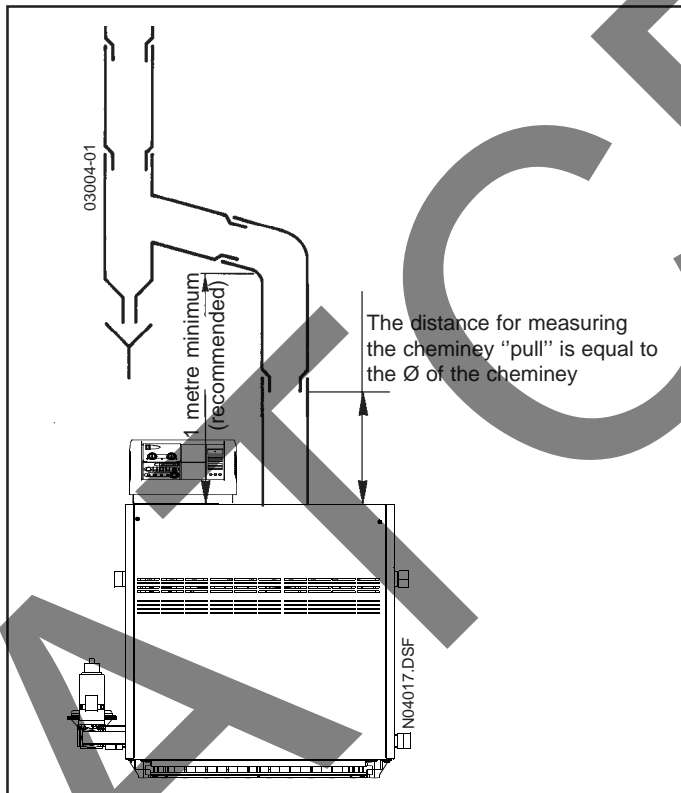 03004-01
1 metre minimum
(recommended)
The distance for measuring
the cheminey ‘‘pull’’ is equal to
the Ø of the cheminey
N04017.DSF